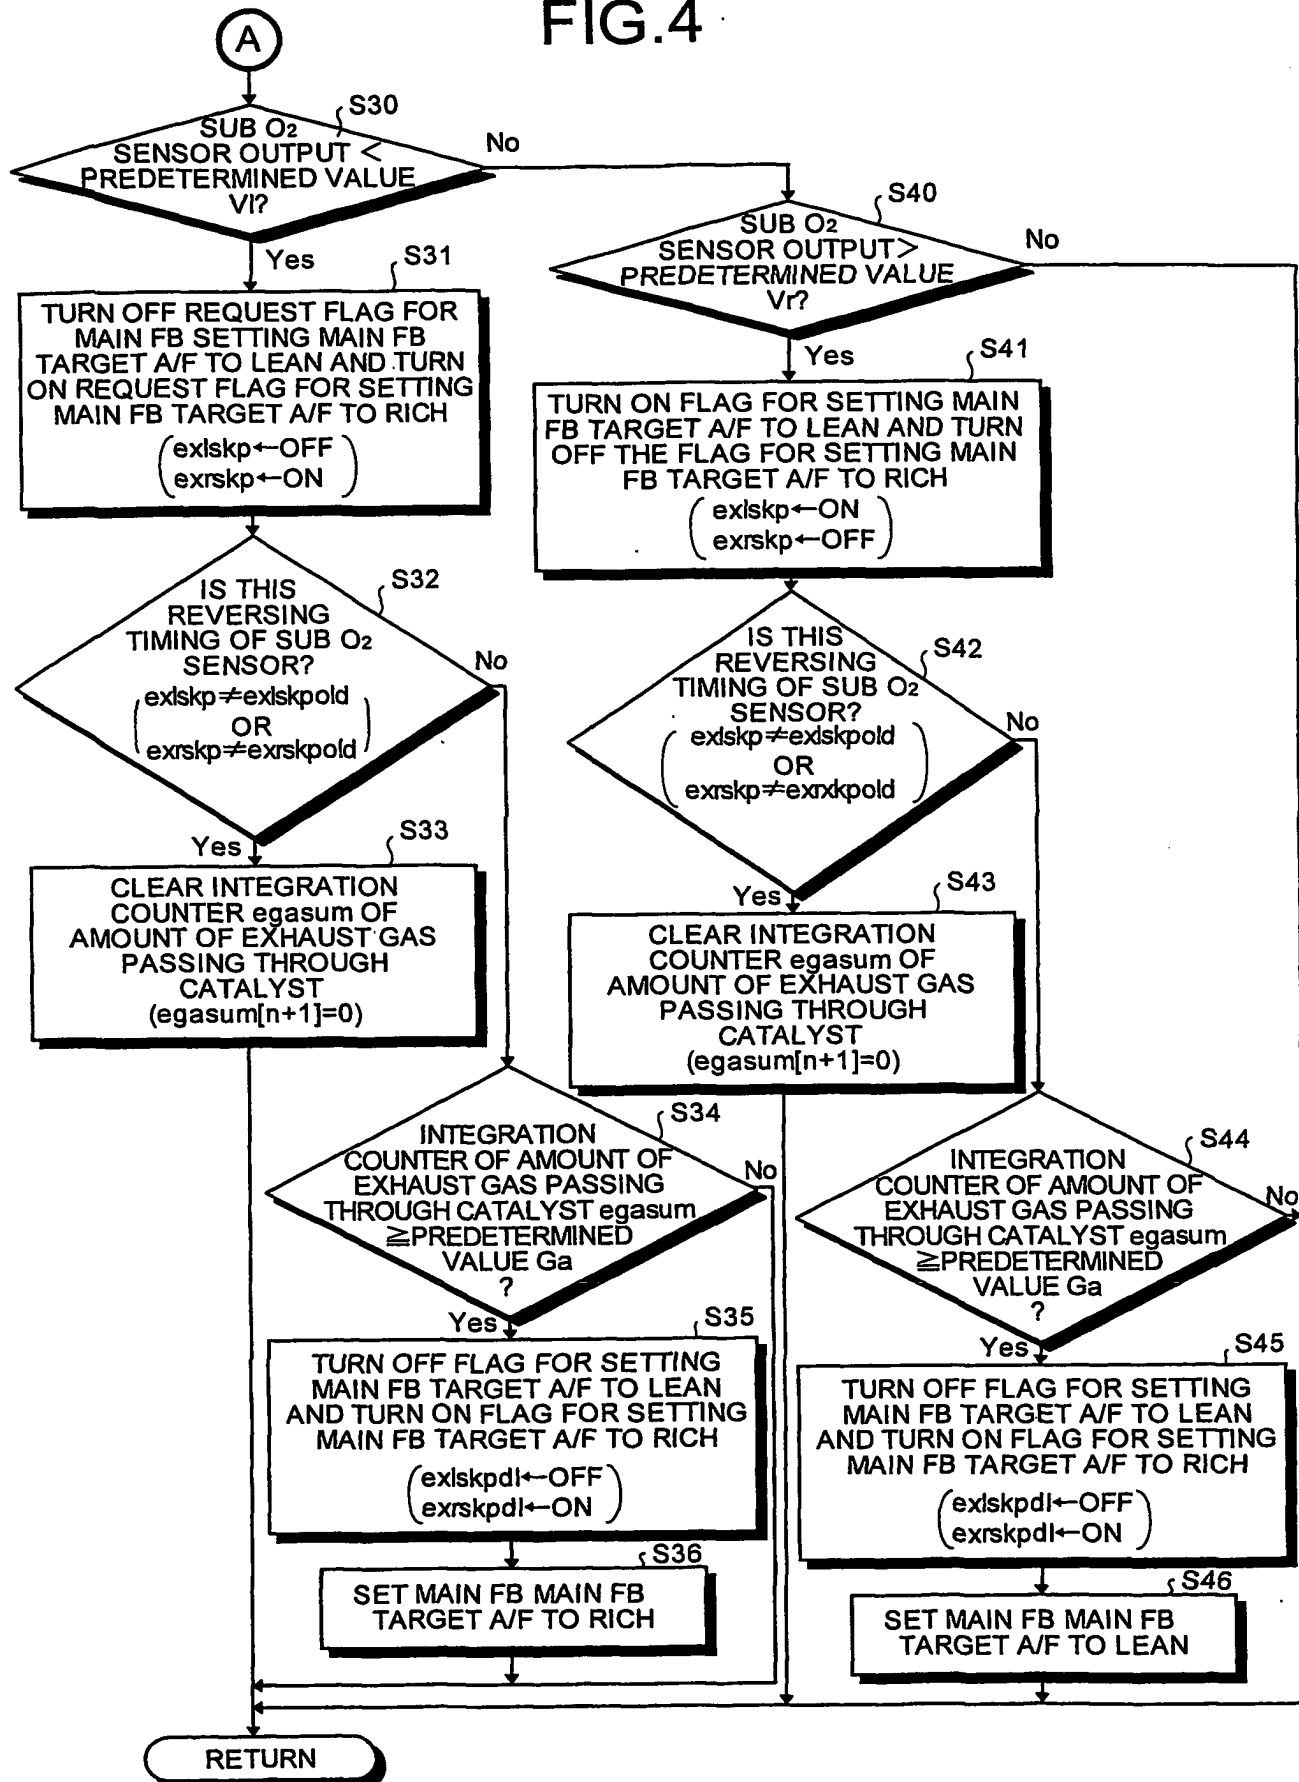 FIG.4
A
S30
SUB O2
SENSOR OUTPUT <
PREDETERMINED VALUE
Vl?
No
Yes
S31
TURN OFF REQUEST FLAG FOR
MAIN FB SETTING MAIN FB
TARGET A/F TO LEAN AND TURN
ON REQUEST FLAG FOR SETTING
MAIN FB TARGET A/F TO RICH
(exlskp←OFF
exrskp←ON)
S32
IS THIS
REVERSING
TIMING OF SUB O2
SENSOR?
(exlskp≠exlskpold
OR
exrskp≠exrskpold)
No
Yes
S33
CLEAR INTEGRATION
COUNTER egasum OF
AMOUNT OF EXHAUST GAS
PASSING THROUGH
CATALYST
(egasum[n+1]=0)
S34
INTEGRATION
COUNTER OF AMOUNT OF
EXHAUST GAS PASSING
THROUGH CATALYST egasum
≧PREDETERMINED
VALUE Ga
?
No
Yes
S35
TURN OFF FLAG FOR SETTING
MAIN FB TARGET A/F TO LEAN
AND TURN ON FLAG FOR SETTING
MAIN FB TARGET A/F TO RICH
(exlskpdl←OFF
exrskpdl←ON)
S36
SET MAIN FB MAIN FB
TARGET A/F TO RICH
S40
SUB O2
SENSOR OUTPUT>
PREDETERMINED VALUE
Vr?
No
Yes
S41
TURN ON FLAG FOR SETTING MAIN
FB TARGET A/F TO LEAN AND TURN
OFF THE FLAG FOR SETTING MAIN
FB TARGET A/F TO RICH
(exlskp←ON
exrskp←OFF)
S42
IS THIS
REVERSING
TIMING OF SUB O2
SENSOR?
(exlskp≠exlskpold
OR
exrskp≠exrxkpold)
No
Yes
S43
CLEAR INTEGRATION
COUNTER egasum OF
AMOUNT OF EXHAUST GAS
PASSING THROUGH
CATALYST
(egasum[n+1]=0)
S44
INTEGRATION
COUNTER OF AMOUNT OF
EXHAUST GAS PASSING
THROUGH CATALYST egasum
≧PREDETERMINED
VALUE Ga
?
No
Yes
S45
TURN OFF FLAG FOR SETTING
MAIN FB TARGET A/F TO LEAN
AND TURN ON FLAG FOR SETTING
MAIN FB TARGET A/F TO RICH
(exlskpdl←OFF
exrskpdl←ON)
S46
SET MAIN FB MAIN FB
TARGET A/F TO LEAN
RETURN